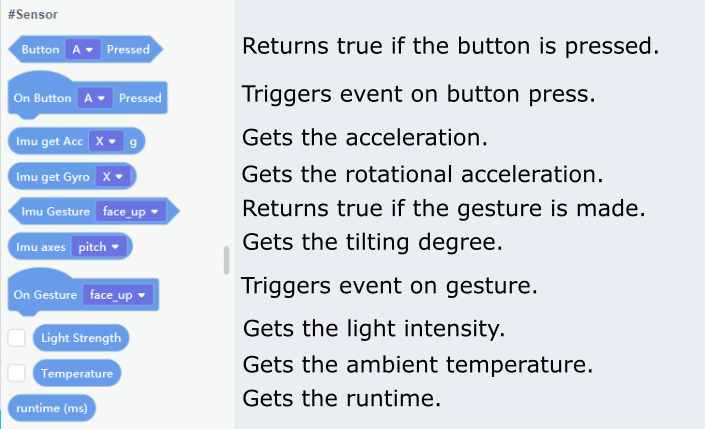 #Sensor
Button A Pressed Returns true if the button is pressed.
On Button A Pressed Triggers event on button press.
Imu get Acc X g Gets the acceleration.
Imu get Gyro X Gets the rotational acceleration.
Imu Gesture face_up Returns true if the gesture is made.
Imu axes pitch Gets the tilting degree.
On Gesture face_up Triggers event on gesture.
Light Strength Gets the light intensity.
Temperature Gets the ambient temperature.
runtime (ms) Gets the runtime.